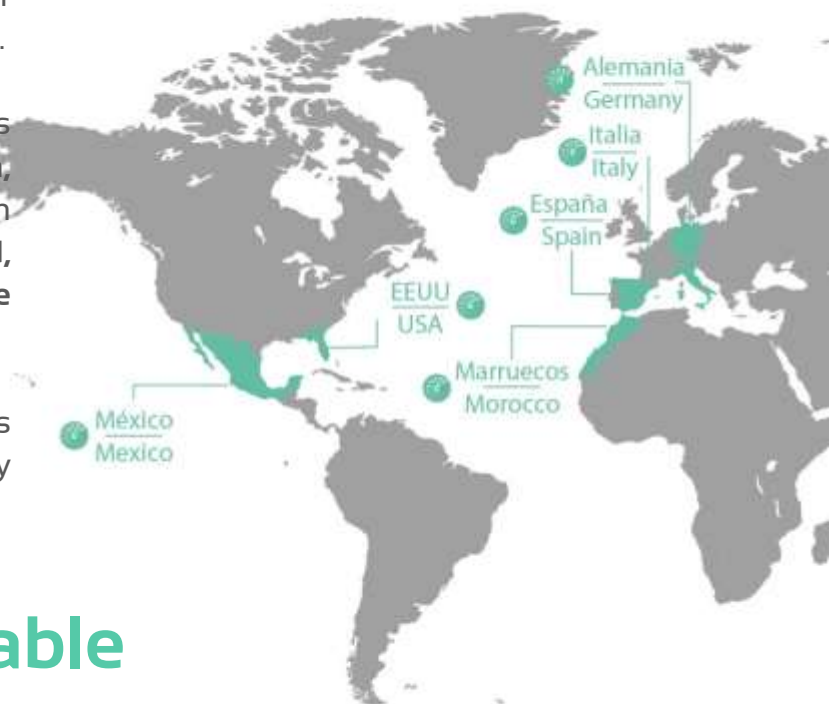 Alemania
Germany
Italia
Italy
España
Spain
EEUU
USA
Marruecos
Morocco
México
Mexico
able